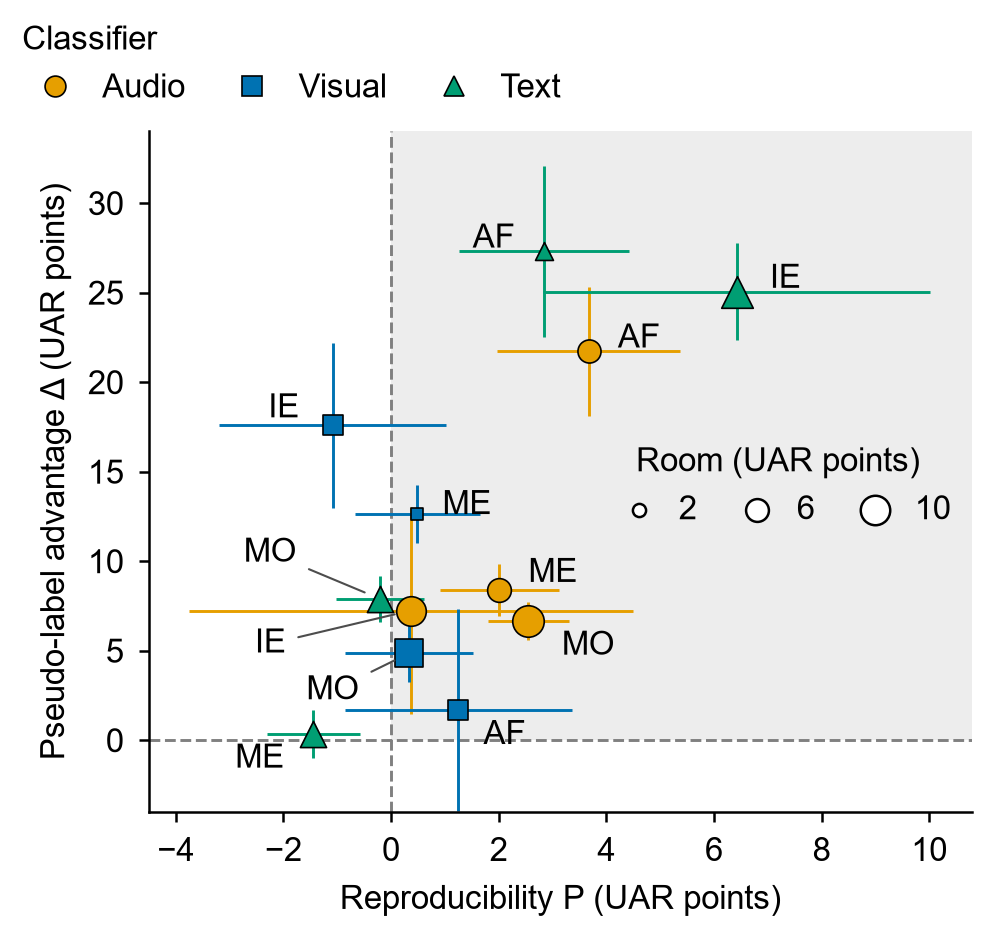 Classifier
Audio Visual Text
Pseudo-label advantage Δ (UAR points)
30
25
20
15
10
5
0
AF
IE
AF
IE
Room (UAR points)
2 6 10
ME
MO
ME
IE
MO
MO
AF
ME
−4 −2 0 2 4 6 8 10
Reproducibility P (UAR points)